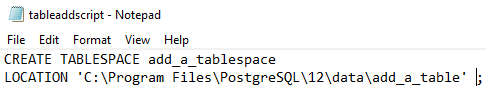 tableaddscript - Notepad
File Edit Format View Help
CREATE TABLESPACE add_a_tablespace
LOCATION 'C:\Program Files\PostgreSQL\12\data\add_a_table' ;